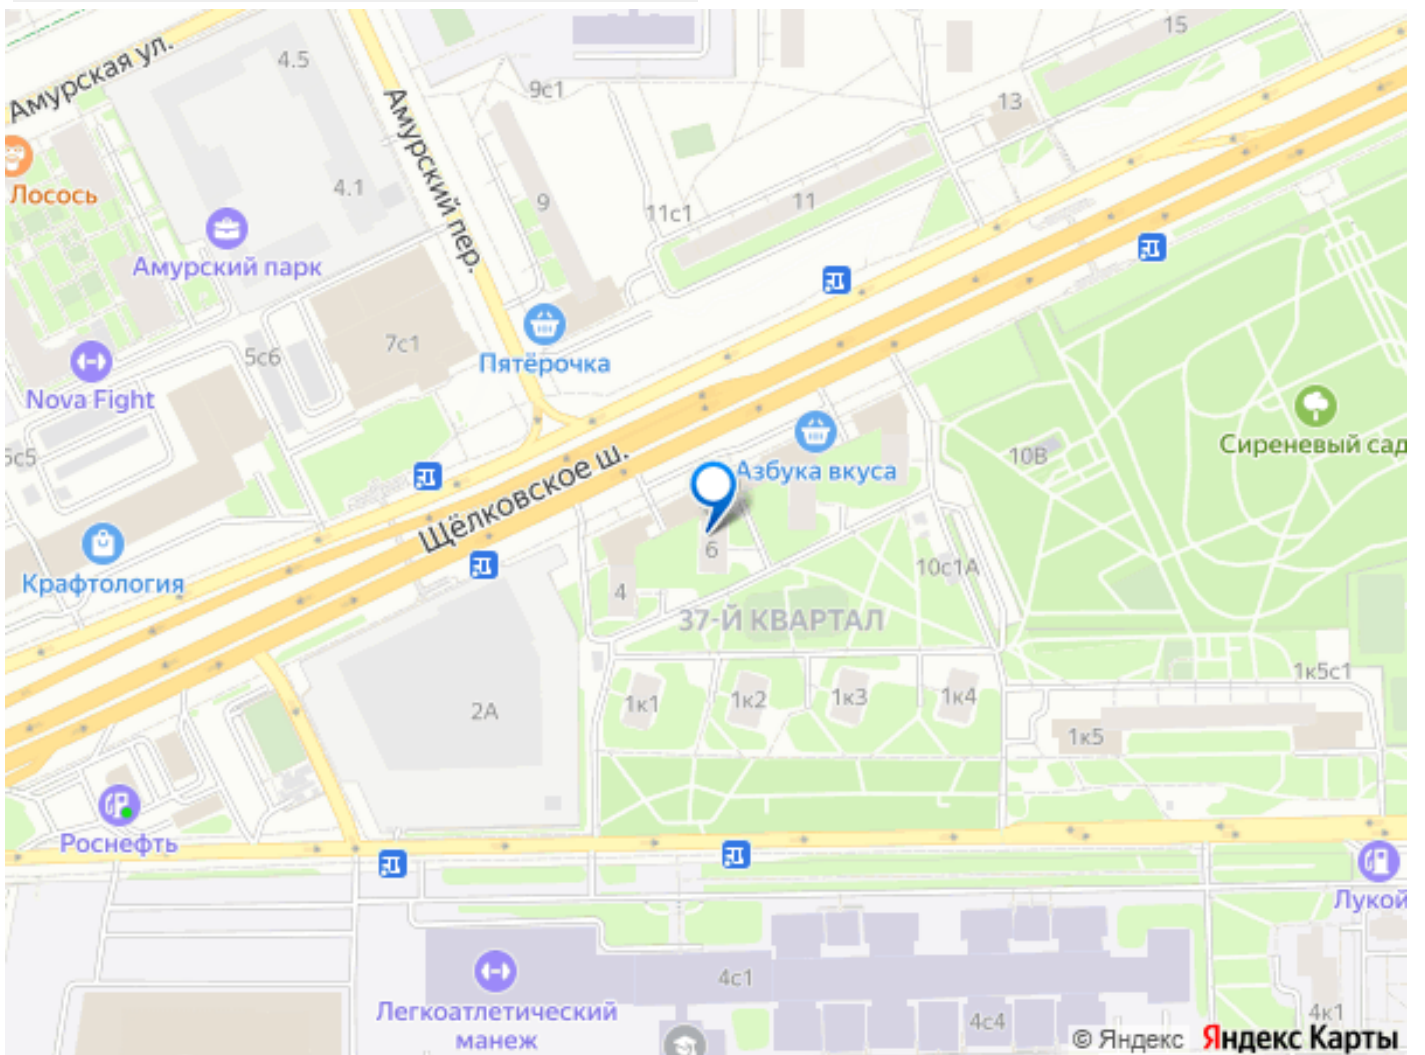 15
4.5
Амурская ул.
9с1
Амурский пер.
13
Лосось
4.1
9
11с1
11
Амурский парк
7с1
5с6
Пятёрочка
Nova Fight
Сиреневый сад
5с5
10В
Азбука вкуса
Щёлковское ш.
6
10с1А
Крафтология
4
37-Й КВАРТАЛ
1к5с1
1к1
1к2
1к3
1к4
2А
1к5
Роснефть
Лукой
4с1
Легкоатлетический
манеж
4с4
4к1
© Яндекс Яндекс Карты